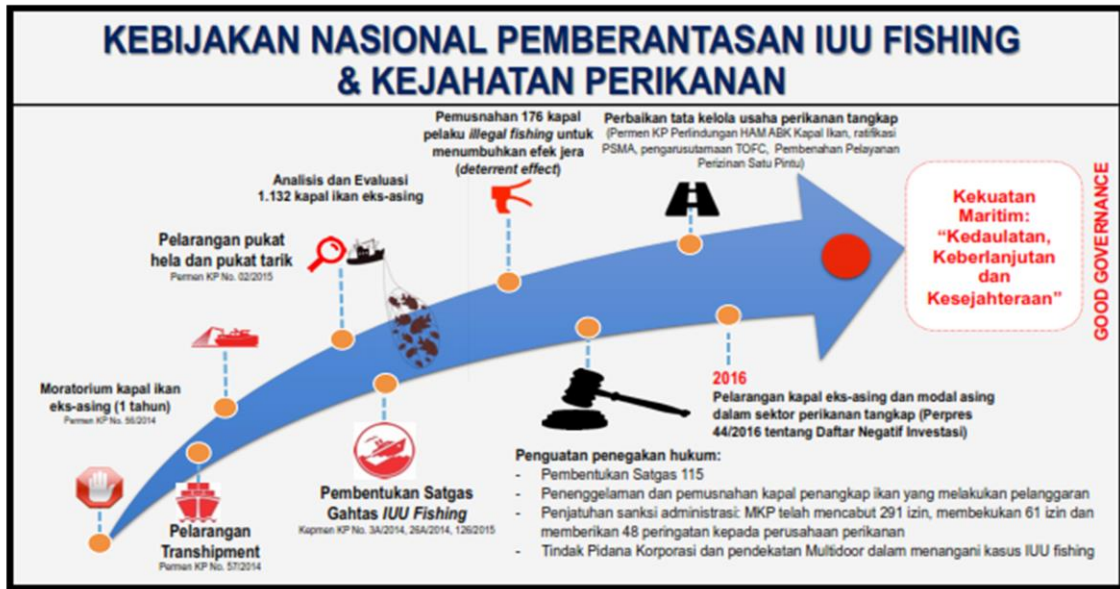 KEBIJAKAN NASIONAL PEMBERANTASAN IUU FISHING
& KEJAHATAN PERIKANAN
Moratorium kapal ikan
eks-asing (1 tahun)
Permen KP No. 56/2014
Pelarangan
Transhipment
Permen KP No. 57/2014
Pelarangan pukat
hela dan pukat tarik
Permen KP No. 02/2015
Analisis dan Evaluasi
1.132 kapal ikan eks-asing
Pembentukan Satgas
Gahtas IUU Fishing
Kepmen KP No. 3A/2014, 26A/2014, 126/2015
Pemusnahan 176 kapal
pelaku illegal fishing untuk
menumbuhkan efek jera
(deterrent effect)
Perbaikan tata kelola usaha perikanan tangkap
(Permen KP Perlindungan HAM ABK Kapal Ikan, ratifikasi
PSMA, pengarusutamaan TOFC, Pembenahan Pelayanan
Perizinan Satu Pintu)
Penguatan penegakan hukum:
- Pembentukan Satgas 115
- Penenggelaman dan pemusnahan kapal penangkap ikan yang melakukan pelanggaran
- Penjatuhan sanksi administrasi: MKP telah mencabut 291 izin, membekukan 61 izin dan
memberikan 48 peringatan kepada perusahaan perikanan
- Tindak Pidana Korporasi dan pendekatan Multidoor dalam menangani kasus IUU fishing
2016
Pelarangan kapal eks-asing dan modal asing
dalam sektor perikanan tangkap (Perpres
44/2016 tentang Daftar Negatif Investasi)
Kekuatan
Maritim:
“Kedaulatan,
Keberlanjutan
dan
Kesejahteraan”
GOOD GOVERNANCE